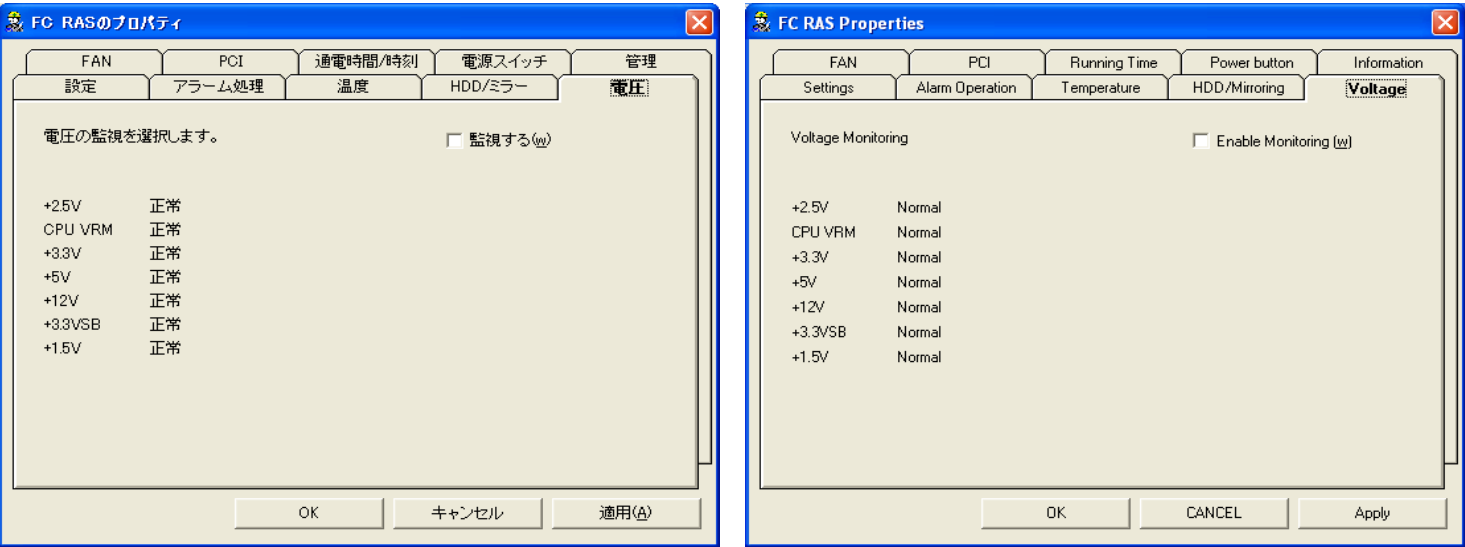 FC RASのプロパティ
FAN PCI 通電時間/時刻 電源スイッチ 管理
設定 アラーム処理 温度 HDD/ミラー 電圧
電圧の監視を選択します。 監視する(w)
+2.5V 正常
CPU VRM 正常
+3.3V 正常
+5V 正常
+12V 正常
+3.3VSB 正常
+1.5V 正常
OK キャンセル 適用(A)
FC RAS Properties
FAN PCI Running Time Power button Information
Settings Alarm Operation Temperature HDD/Mirroring Voltage
Voltage Monitoring Enable Monitoring (w)
+2.5V Normal
CPU VRM Normal
+3.3V Normal
+5V Normal
+12V Normal
+3.3VSB Normal
+1.5V Normal
OK CANCEL Apply